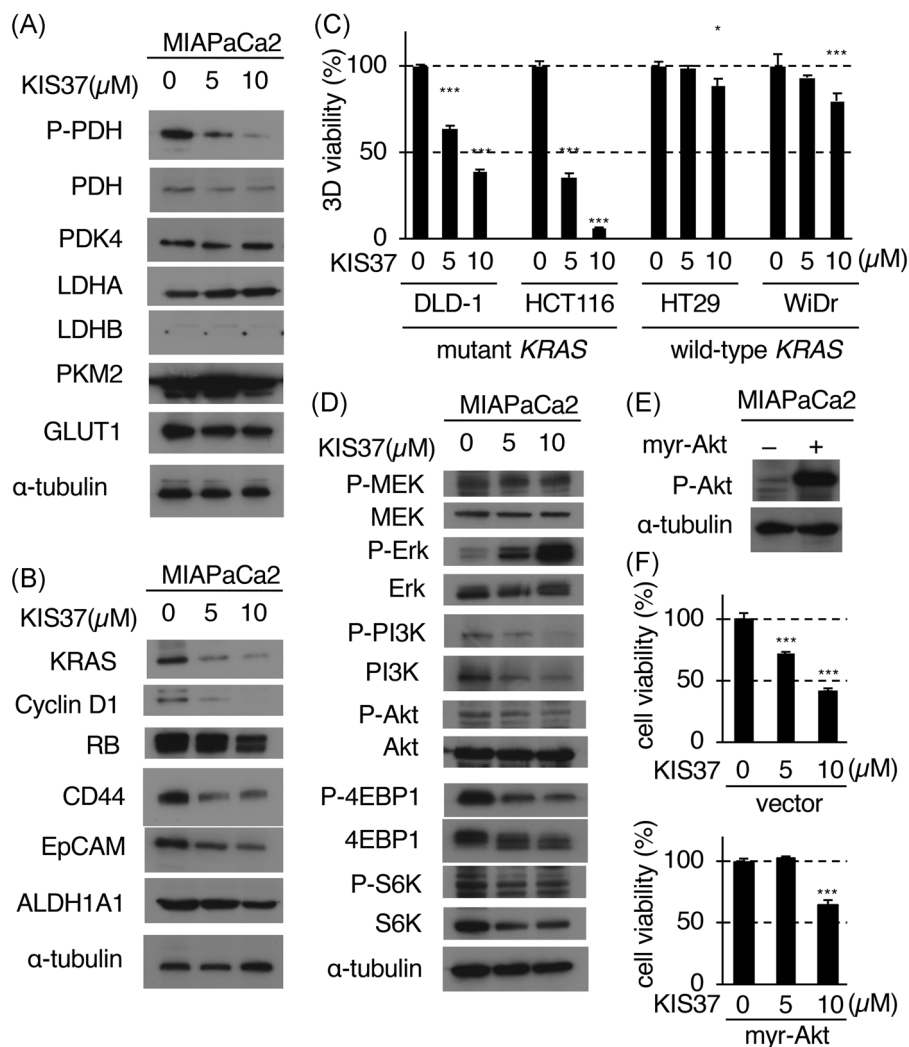 (A)
MIAPaCa2
KIS37(µM) 0 5 10
P-PDH
PDH
PDK4
LDHA
LDHB
PKM2
GLUT1
α-tubulin
(B)
MIAPaCa2
KIS37(µM) 0 5 10
KRAS
Cyclin D1
RB
CD44
EpCAM
ALDH1A1
α-tubulin
(C)
3D viability (%)
100
50
0
*** *** *** *** * ***
KIS37 0 5 10 0 5 10 0 5 10 0 5 10 (µM)
DLD-1 HCT116 HT29 WiDr
mutant KRAS wild-type KRAS
(D)
MIAPaCa2
KIS37(µM) 0 5 10
P-MEK
MEK
P-Erk
Erk
P-PI3K
PI3K
P-Akt
Akt
P-4EBP1
4EBP1
P-S6K
S6K
α-tubulin
(E)
MIAPaCa2
myr-Akt – +
P-Akt
α-tubulin
(F)
cell viability (%)
100
50
0
*** ***
KIS37 0 5 10 (µM)
vector
cell viability (%)
100
50
0
***
KIS37 0 5 10 (µM)
myr-Akt